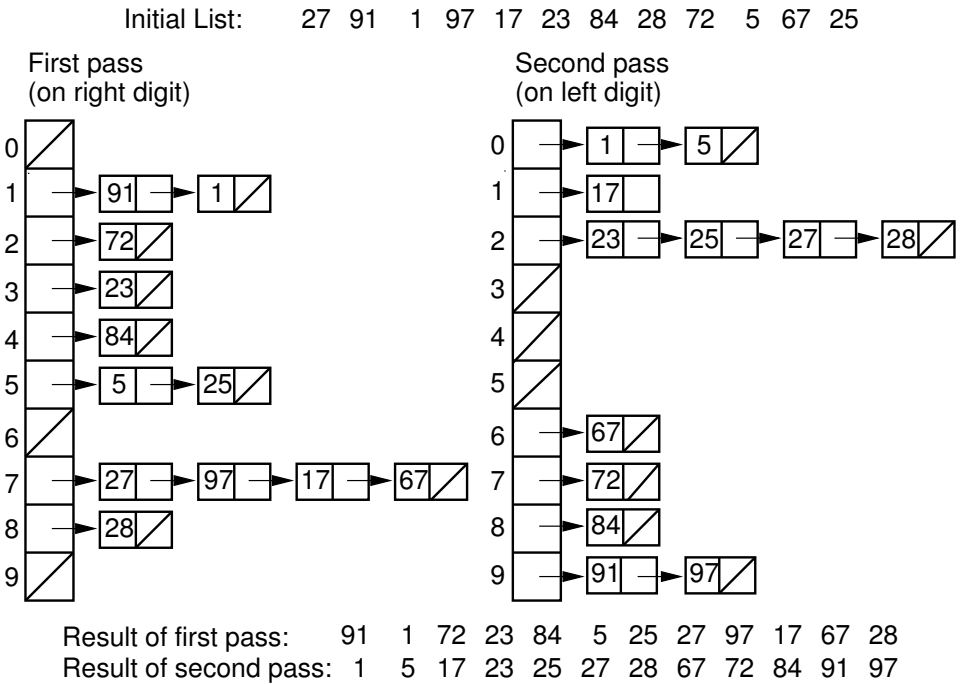 Initial List: 27 91 1 97 17 23 84 28 72 5 67 25
First pass
(on right digit)
0
1 91 1
2 72
3 23
4 84
5 5 25
6
7 27 97 17 67
8 28
9
Second pass
(on left digit)
0 1 5
1 17
2 23 25 27 28
3
4
5
6 67
7 72
8 84
9 91 97
Result of first pass: 91 1 72 23 84 5 25 27 97 17 67 28
Result of second pass: 1 5 17 23 25 27 28 67 72 84 91 97